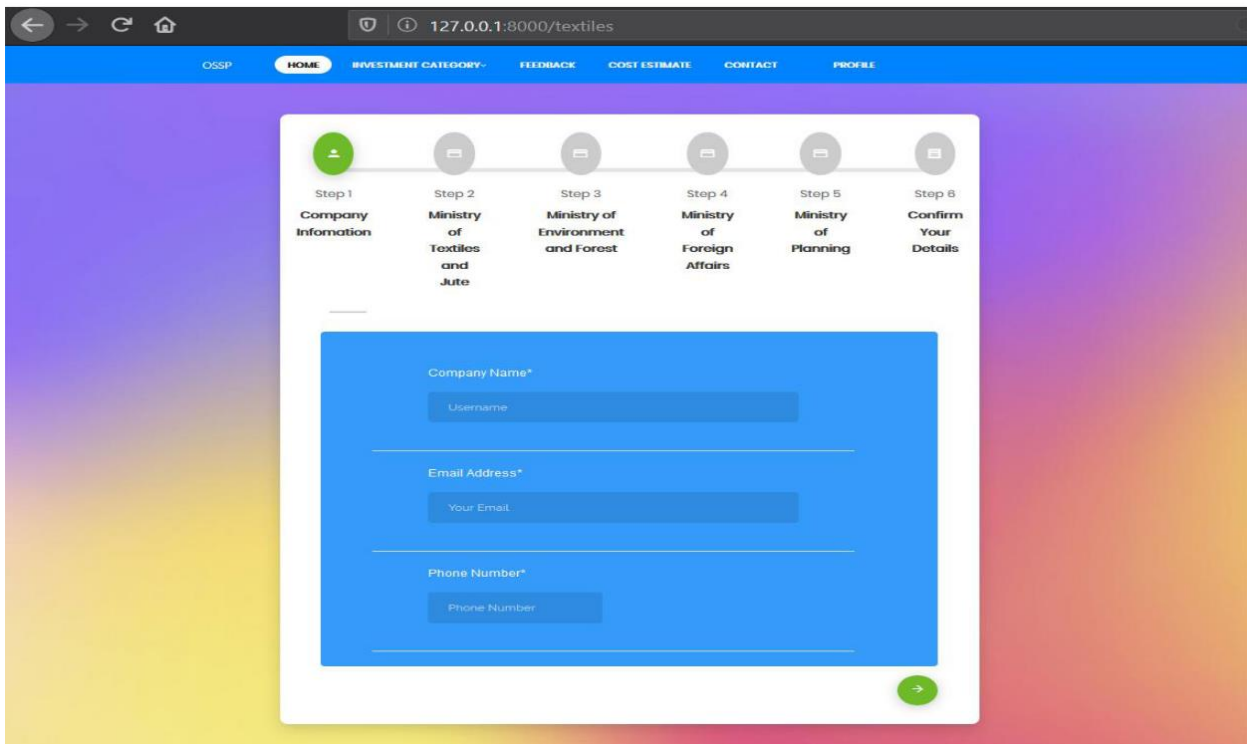 127.0.0.1:8000/textiles
OSSP HOME INVESTMENT CATEGORY FEEDBACK COST ESTIMATE CONTACT PROFILE
Step 1 Step 2 Step 3 Step 4 Step 5 Step 6
Company Ministry Ministry of Ministry Ministry Confirm
Infomation of Environment of of Your
Textiles and Forest Foreign Planning Details
and Affairs
Jute
Company Name*
Username
Email Address*
Your Email
Phone Number*
Phone Number